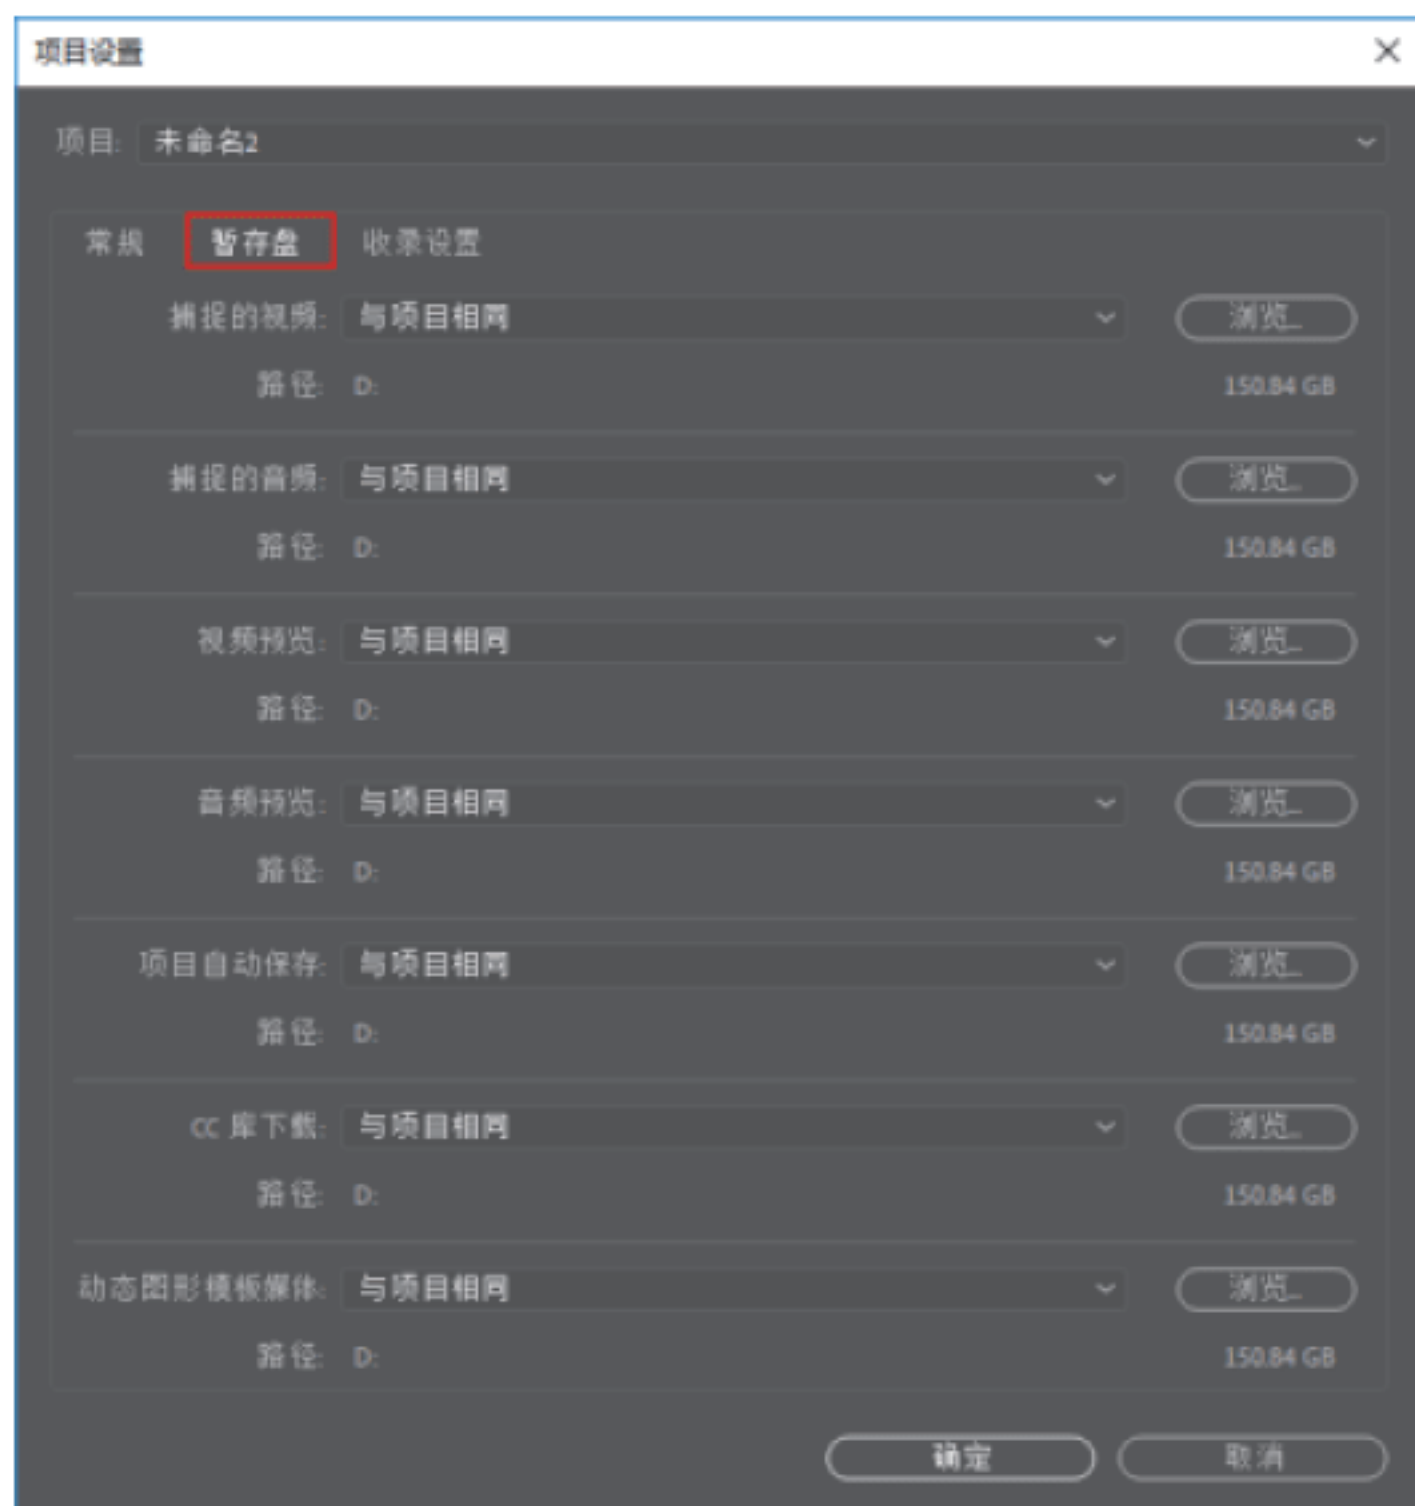 项目设置
项目: 未命名2
常规 暂存盘 收录设置
捕捉的视频: 与项目相同 浏览...
路径: D: 150.84 GB
捕捉的音频: 与项目相同 浏览...
路径: D: 150.84 GB
视频预览: 与项目相同 浏览...
路径: D: 150.84 GB
音频预览: 与项目相同 浏览...
路径: D: 150.84 GB
项目自动保存: 与项目相同 浏览...
路径: D: 150.84 GB
CC 库下载: 与项目相同 浏览...
路径: D: 150.84 GB
动态图形模板媒体: 与项目相同 浏览...
路径: D: 150.84 GB
确定 取消